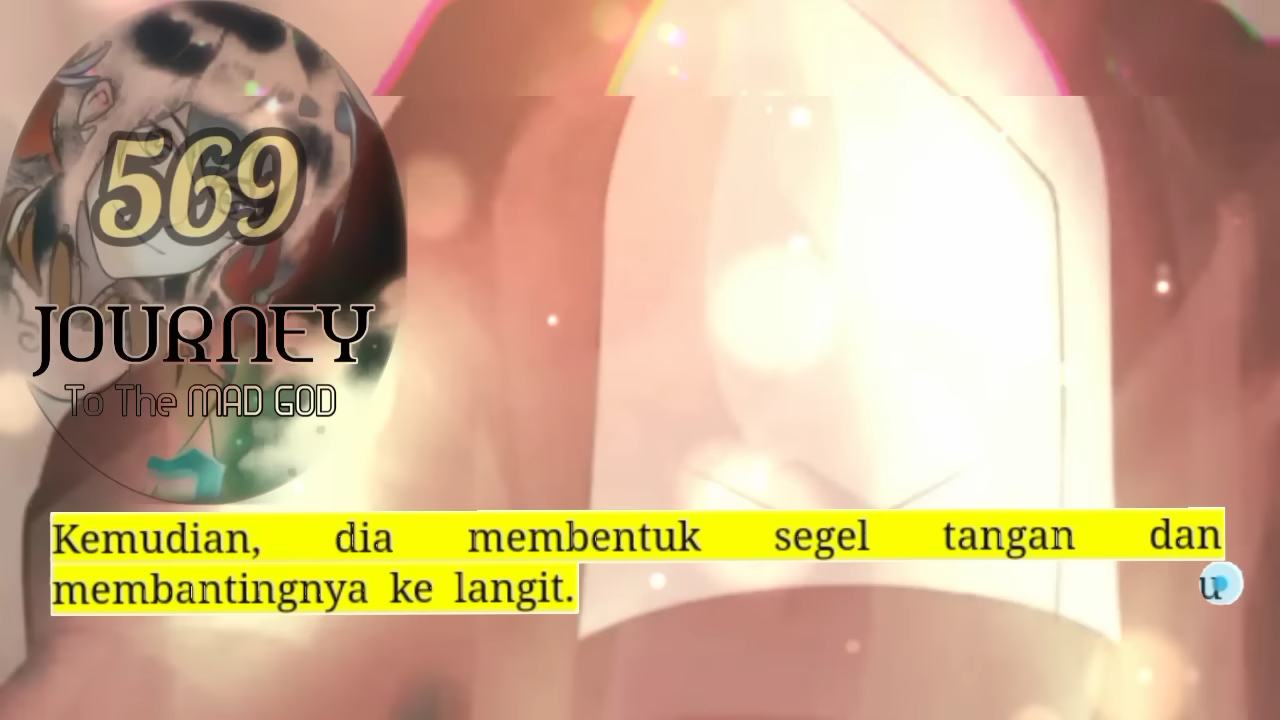 569
JOURNEY
To The MAD GOD
Kemudian, dia membentuk segel tangan dan
membantingnya ke langit.
u